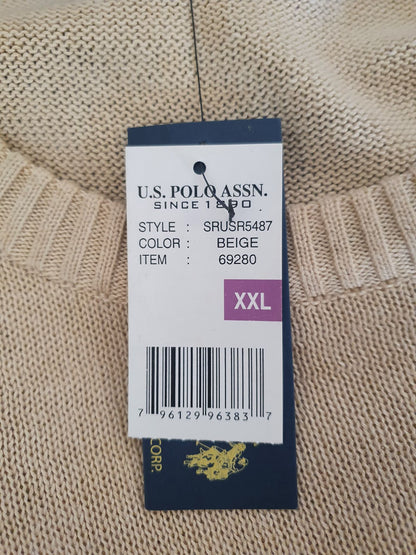 U.S. POLO ASSN.
SINCE 1890
STYLE : SRUSR5487
COLOR : BEIGE
ITEM : 69280
XXL
7 96129 96383 7
CORP.